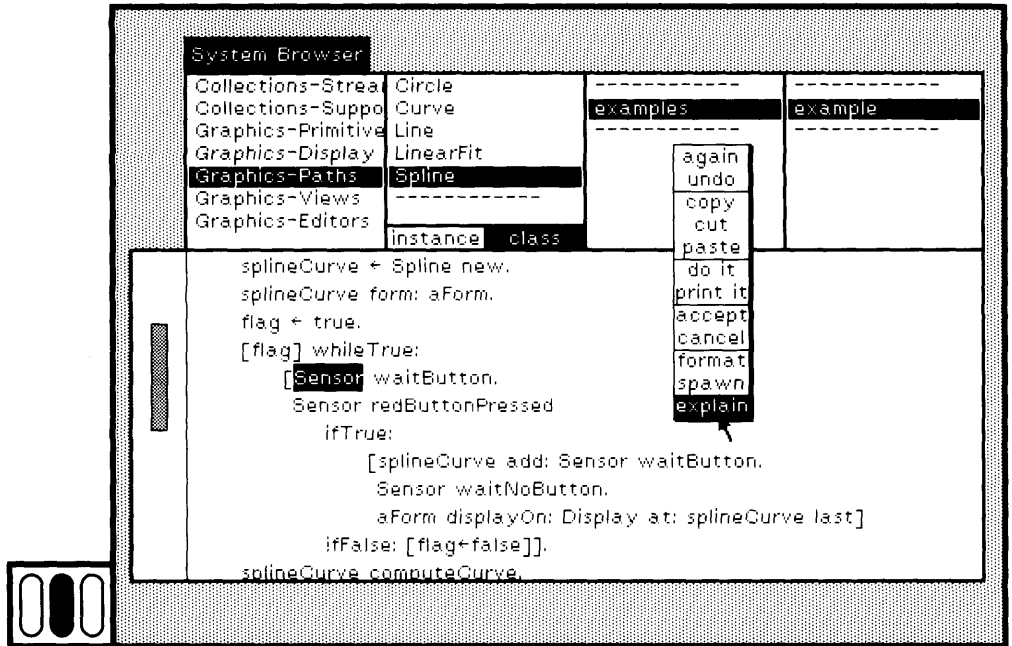 System Browser
Collections-Strea
Collections-Suppo
Graphics-Primitive
Graphics-Display
Graphics-Paths
Graphics-Views
Graphics-Editors
Circle
Curve
Line
LinearFit
Spline
------------
instance class
------------
examples
------------
------------
example
------------
again
undo
copy
cut
paste
do it
print it
accept
cancel
format
spawn
explain
splineCurve ← Spline new.
splineCurve form: aForm.
flag ← true.
[flag] whileTrue:
[Sensor waitButton.
Sensor redButtonPressed
ifTrue:
[splineCurve add: Sensor waitButton.
Sensor waitNoButton.
aForm displayOn: Display at: splineCurve last]
ifFalse: [flag←false]].
splineCurve computeCurve.